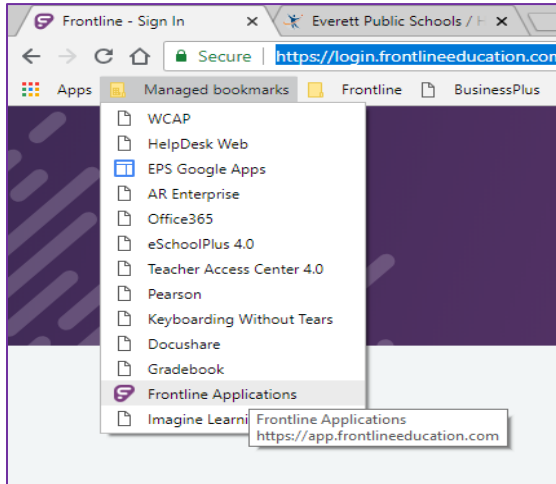 Frontline - Sign In
Everett Public Schools / H
Secure
https://login.frontlineeducation.com
Apps
Managed bookmarks
Frontline
BusinessPlus
WCAP
HelpDesk Web
EPS Google Apps
AR Enterprise
Office365
eSchoolPlus 4.0
Teacher Access Center 4.0
Pearson
Keyboarding Without Tears
Docushare
Gradebook
Frontline Applications
Imagine Learni
Frontline Applications
https://app.frontlineeducation.com